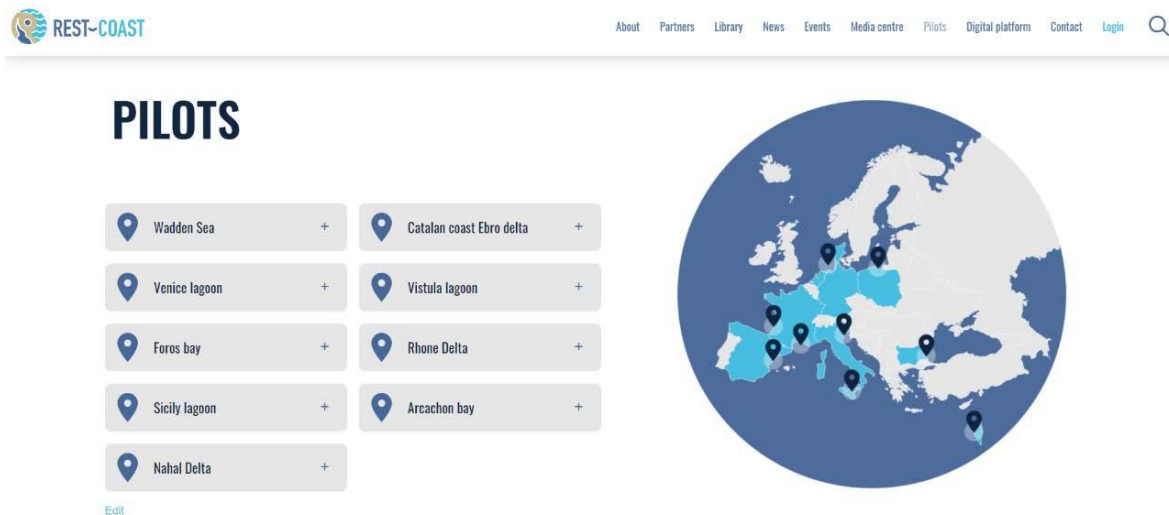 REST~COAST
About Partners Library News Events Media centre Pilots Digital platform Contact Login
PILOTS
Wadden Sea +
Catalan coast Ebro delta +
Venice lagoon +
Vistula lagoon +
Foros bay +
Rhone Delta +
Sicily lagoon +
Arcachon bay +
Nahal Delta +
Edit